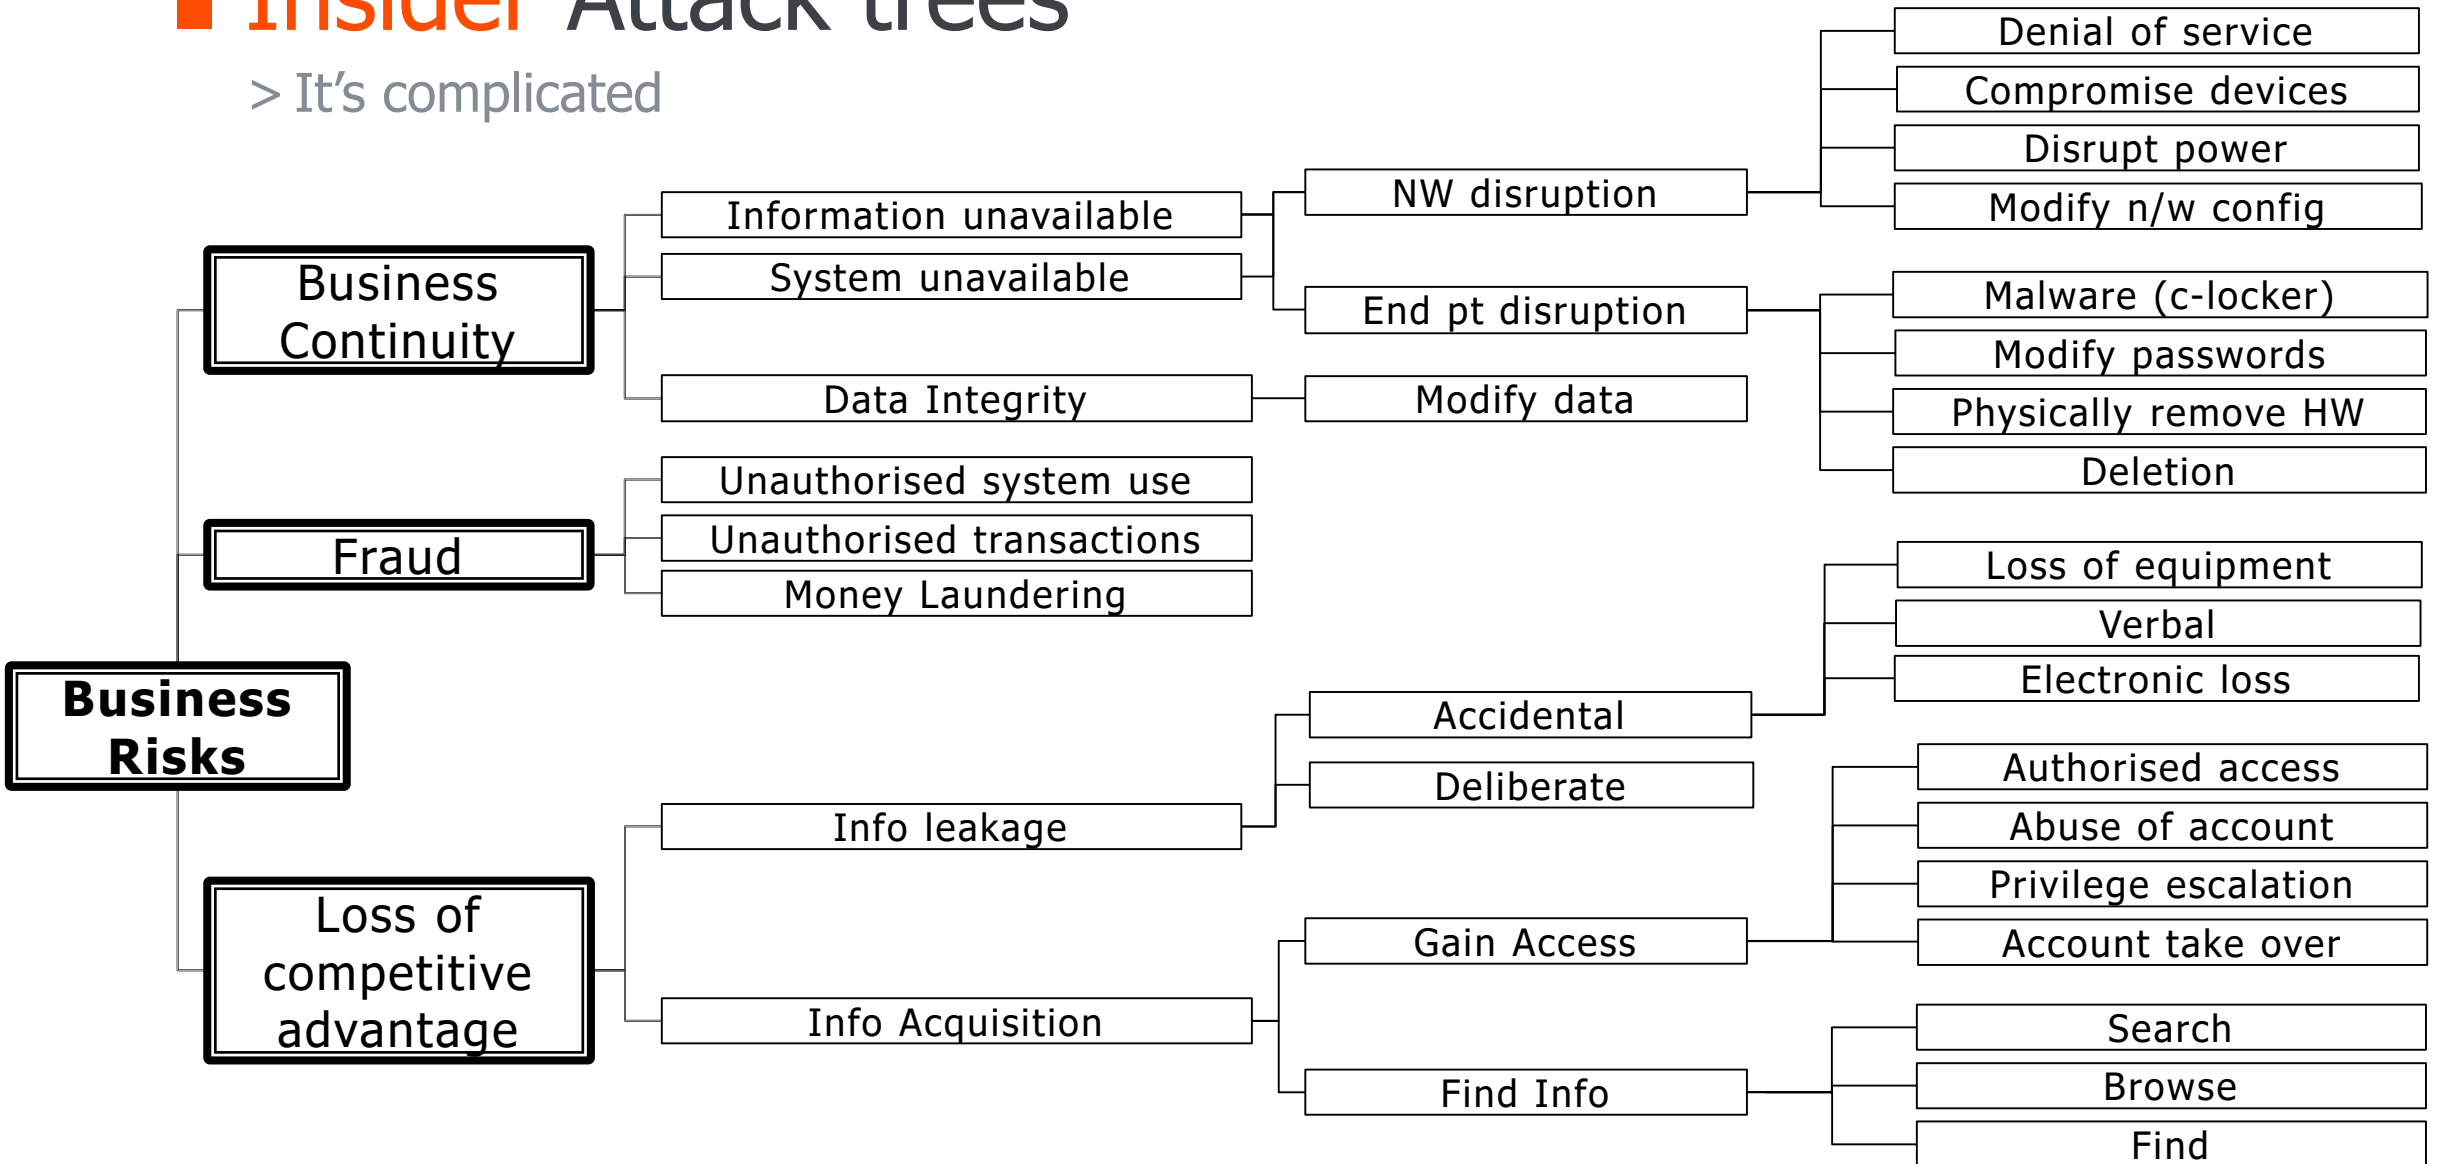 Insider Attack trees
> It's complicated
Business
Risks
Business
Continuity
Fraud
Loss of
competitive
advantage
Information unavailable
System unavailable
Data Integrity
Unauthorised system use
Unauthorised transactions
Money Laundering
Info leakage
Info Acquisition
NW disruption
End pt disruption
Modify data
Accidental
Deliberate
Gain Access
Find Info
Denial of service
Compromise devices
Disrupt power
Modify n/w config
Malware (c-locker)
Modify passwords
Physically remove HW
Deletion
Loss of equipment
Verbal
Electronic loss
Authorised access
Abuse of account
Privilege escalation
Account take over
Search
Browse
Find